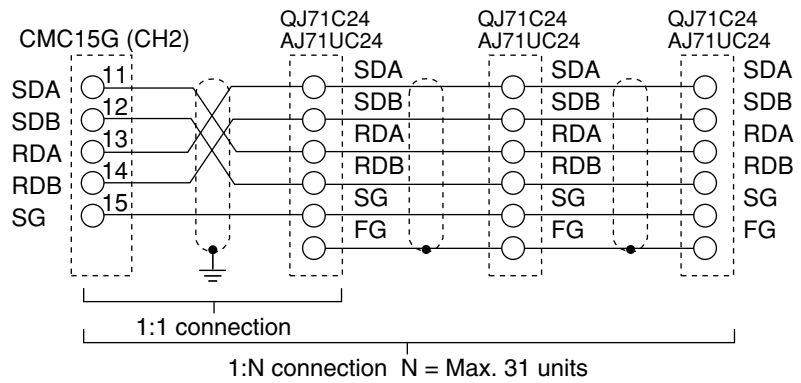 QJ71C24 QJ71C24 QJ71C24
CMC15G (CH2) AJ71UC24 AJ71UC24 AJ71UC24
SDA 11 SDA SDA SDA
SDB 12 SDB SDB SDB
RDA 13 RDA RDA RDA
RDB 14 RDB RDB RDB
SG 15 SG SG SG
FG FG FG
1:1 connection
1:N connection N = Max. 31 units